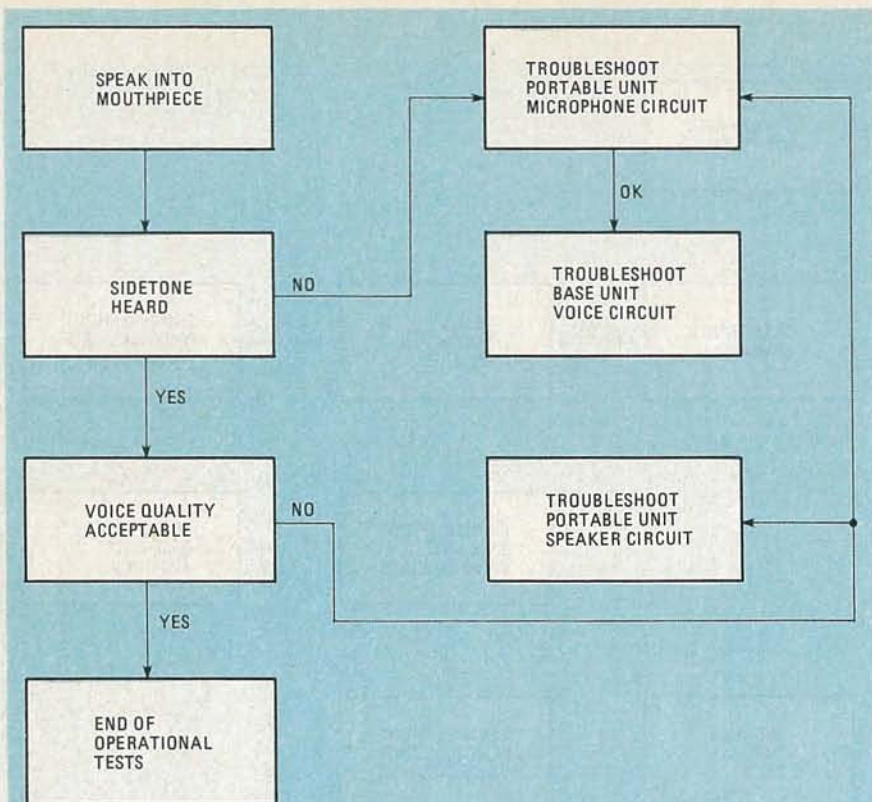 SPEAK INTO
MOUTHPIECE
TROUBLESHOOT
PORTABLE UNIT
MICROPHONE CIRCUIT
OK
SIDETONE
HEARD
NO
TROUBLESHOOT
BASE UNIT
VOICE CIRCUIT
YES
VOICE QUALITY
ACCEPTABLE
NO
TROUBLESHOOT
PORTABLE UNIT
SPEAKER CIRCUIT
YES
END OF
OPERATIONAL
TESTS